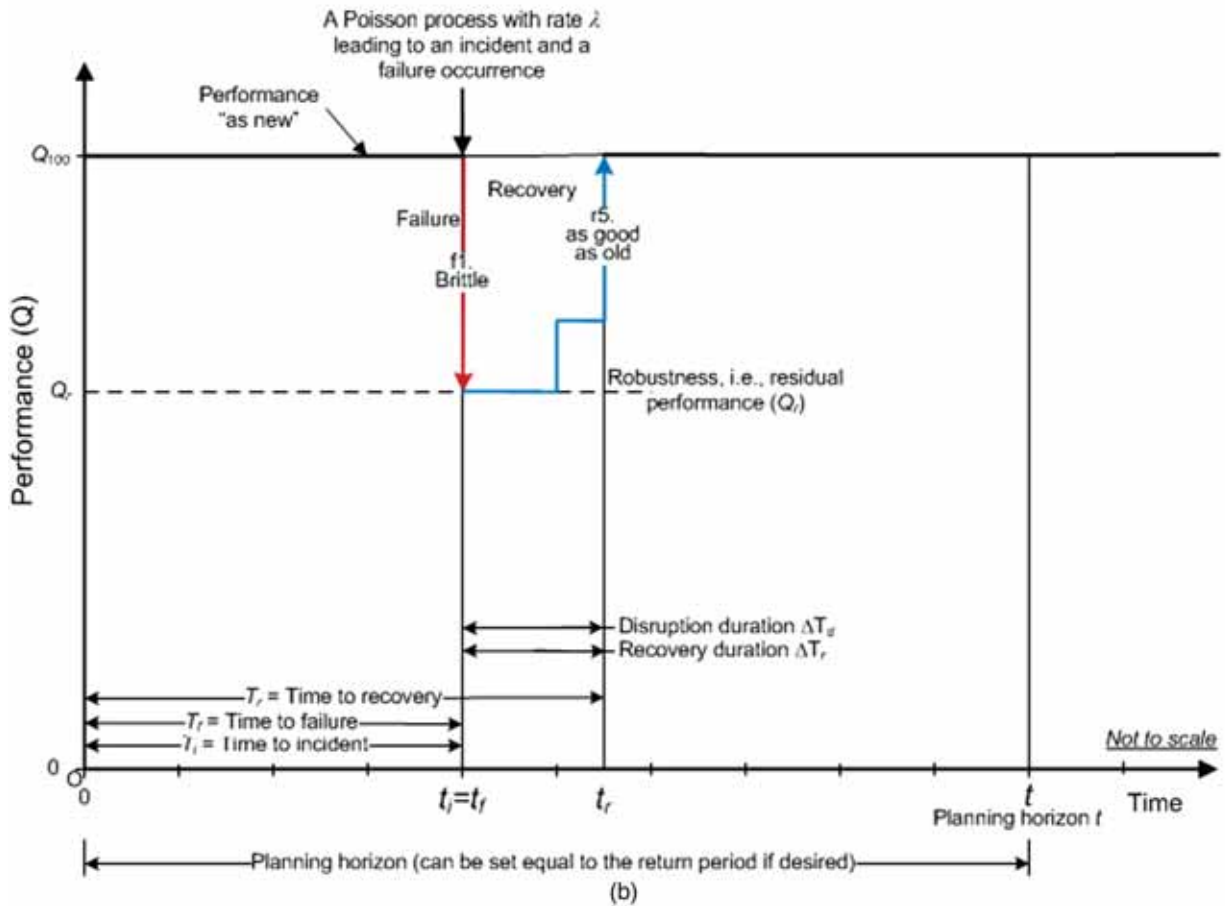 A Poisson process with rate λ
leading to an incident and a
failure occurrence
Performance
"as new"
Q100
Recovery
Failure
r5.
as good
as old
f1.
Brittle
Performance (Q)
Qr
Robustness, i.e., residual
performance (Qr)
Disruption duration ΔTd
Recovery duration ΔTr
Tr = Time to recovery
Tf = Time to failure
Ti = Time to incident
Not to scale
0
O
0
ti=tf
tr
t
Time
Planning horizon t
Planning horizon (can be set equal to the return period if desired)
(b)